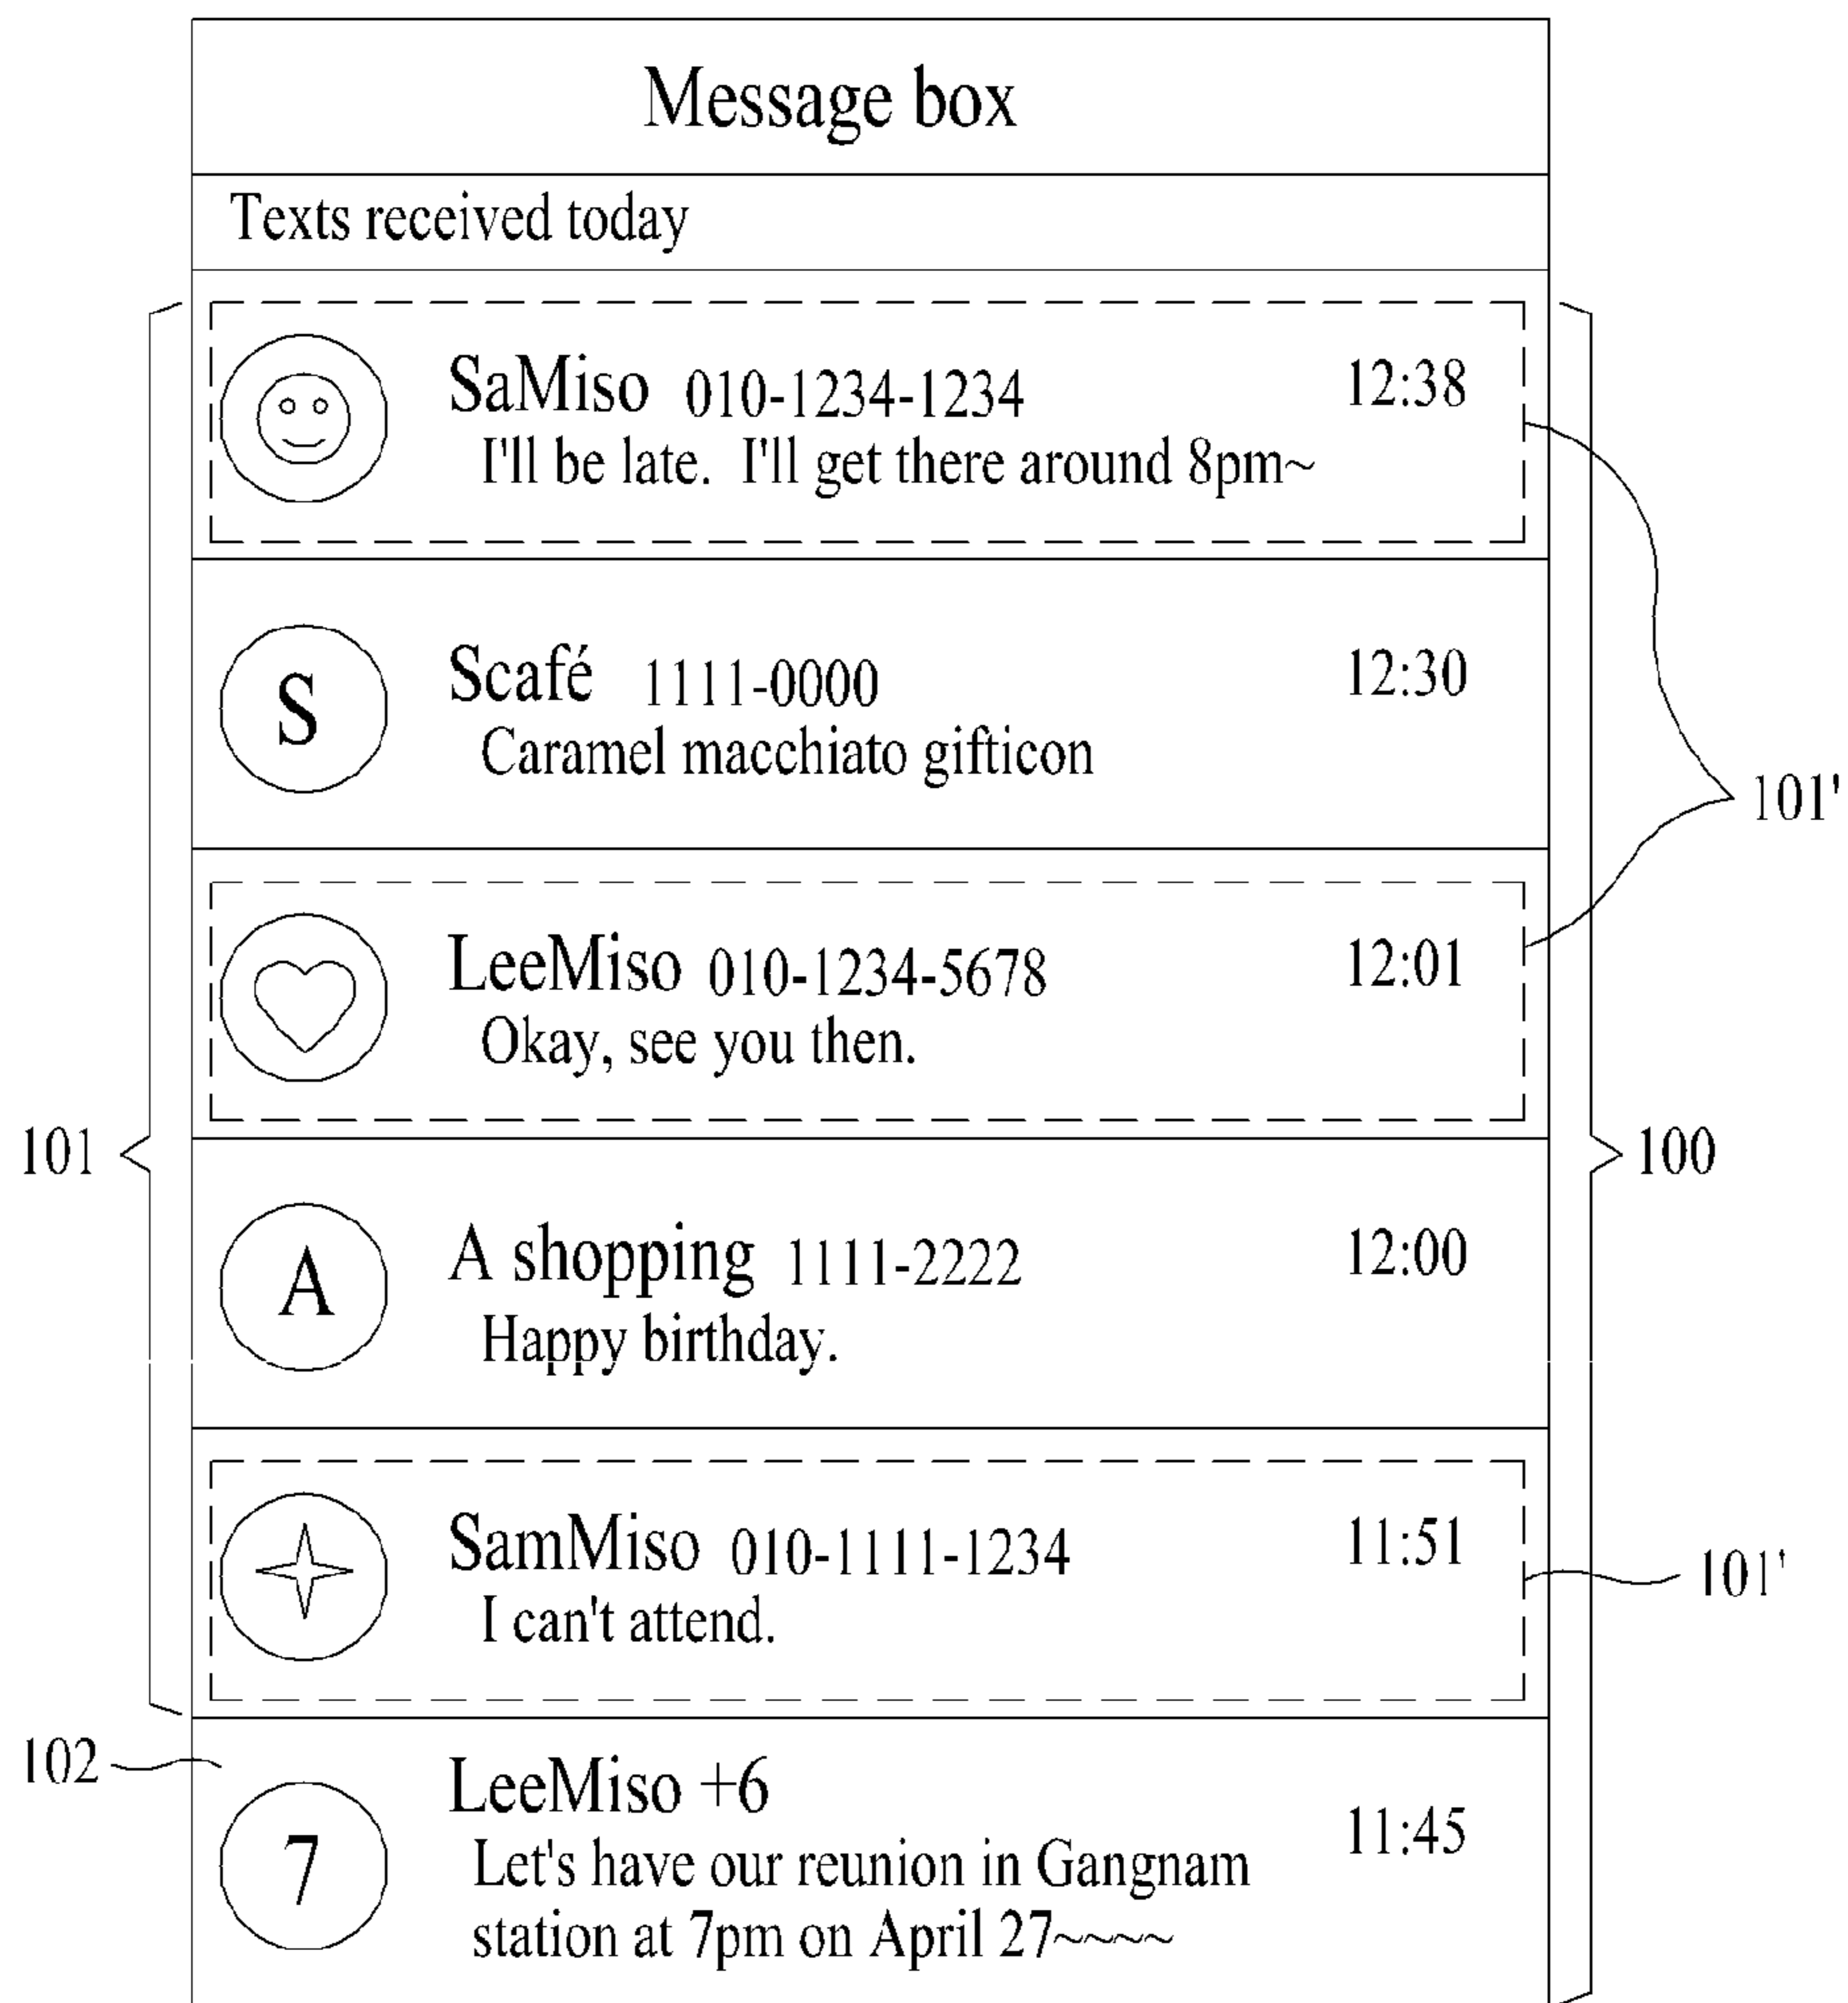 Message box
Texts received today
SaMiso 010-1234-1234 12:38
I'll be late. I'll get there around 8pm~
S Scafé 1111-0000 12:30
Caramel macchiato gifticon
101'
LeeMiso 010-1234-5678 12:01
Okay, see you then.
101
100
A A shopping 1111-2222 12:00
Happy birthday.
SamMiso 010-1111-1234 11:51
I can't attend.
101'
102
LeeMiso +6
7 11:45
Let's have our reunion in Gangnam
station at 7pm on April 27~~~~